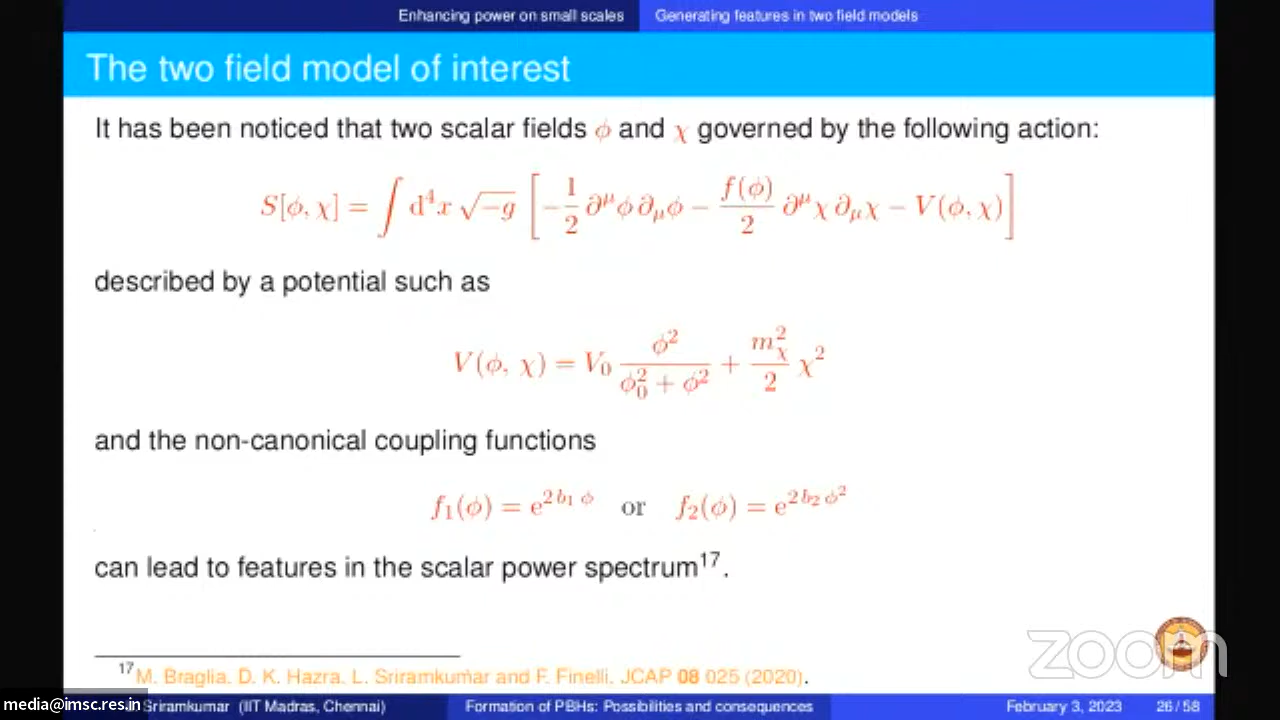 Enhancing power on small scales Generating features in two field models
The two field model of interest
It has been noticed that two scalar fields ϕ and χ governed by the following action:
S[ϕ, χ] = ∫ d⁴x √−g [−1/2 ∂^μϕ ∂_μϕ − f(ϕ)/2 ∂^μχ ∂_μχ − V(ϕ, χ)]
described by a potential such as
V(ϕ, χ) = V₀ ϕ²/(ϕ₀² + ϕ²) + m_χ²/2 χ²
and the non-canonical coupling functions
f₁(ϕ) = e^{2 b₁ ϕ} or f₂(ϕ) = e^{2 b₂ ϕ²}
can lead to features in the scalar power spectrum¹⁷.
zoom
¹⁷M. Braglia, D. K. Hazra, L. Sriramkumar and F. Finelli, JCAP 08 025 (2020).
media@imsc.res.in Sriramkumar (IIT Madras, Chennai) Formation of PBHs: Possibilities and consequences February 3, 2023 26 / 58